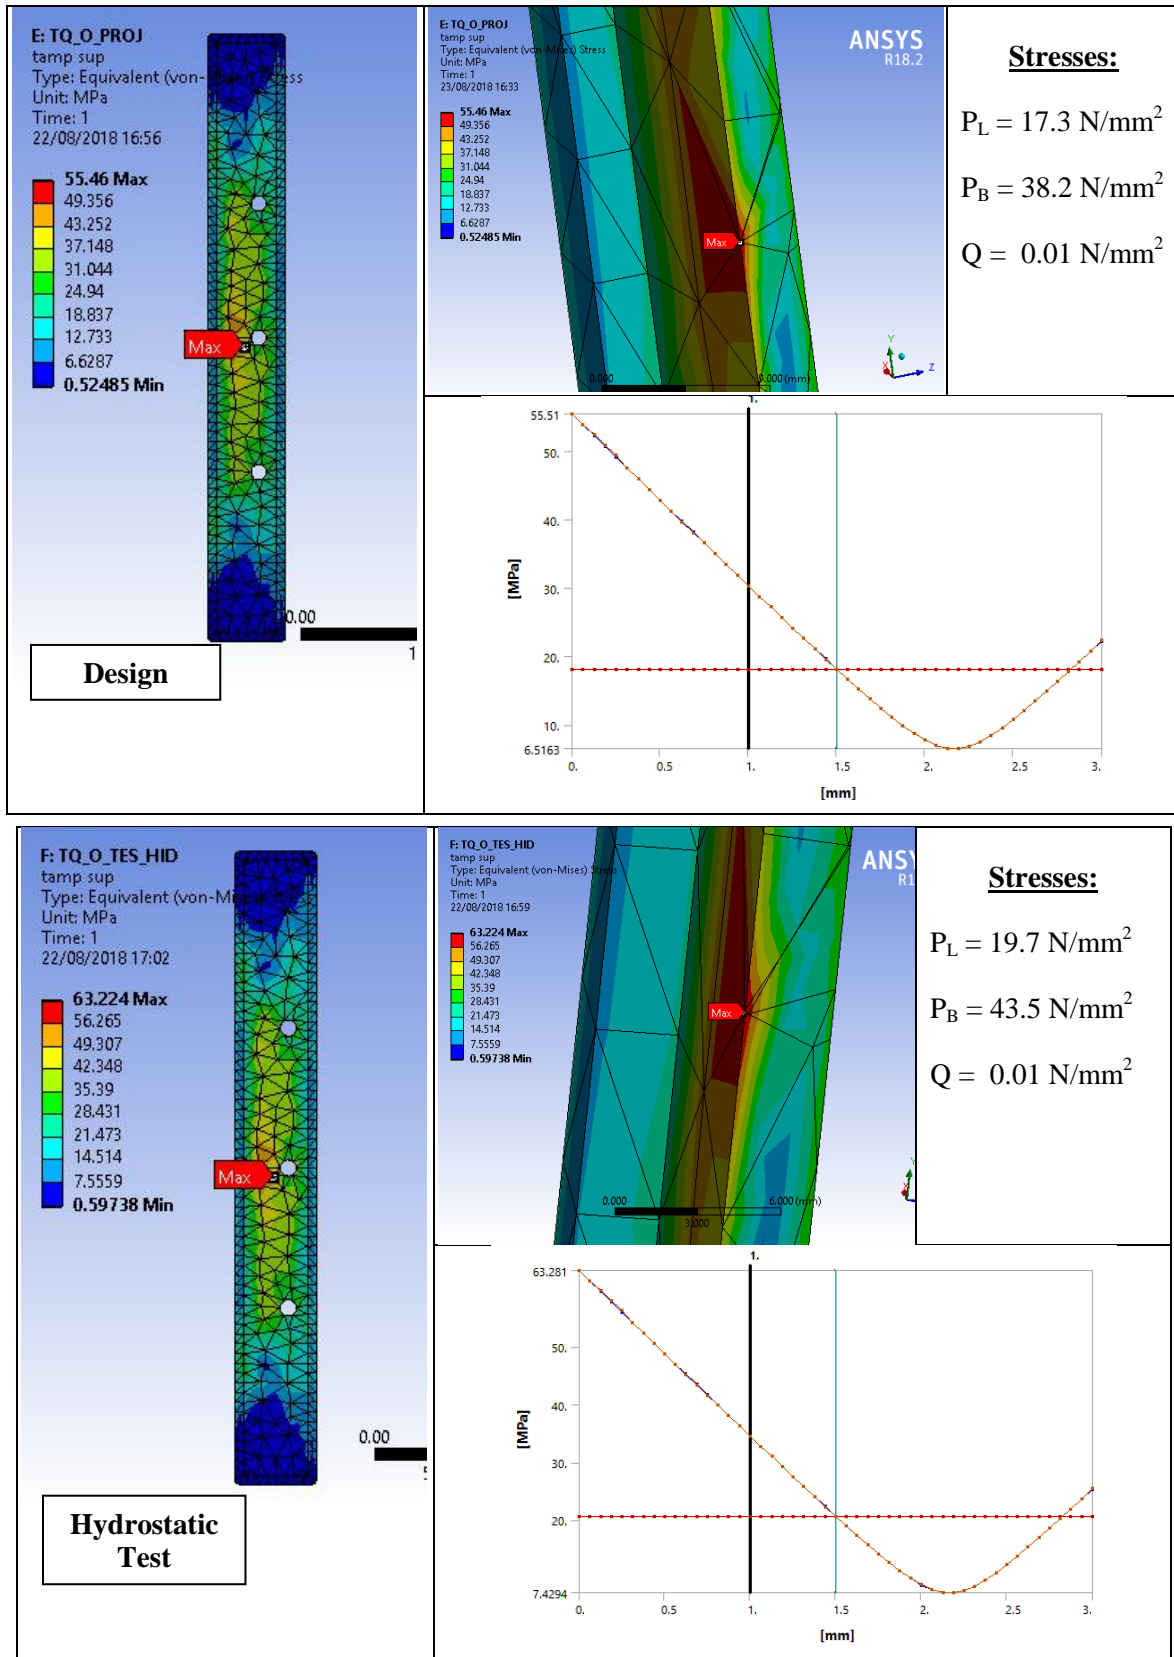 E: TQ_O_PROJ
tamp sup
Type: Equivalent (von-Mises) Stress
Unit: MPa
Time: 1
22/08/2018 16:56
55.46 Max
49.356
43.252
37.148
31.044
24.94
18.837
12.733
6.6287
0.52485 Min
Max
0.00
1
Design
E: TQ_O_PROJ
tamp sup
Type: Equivalent (von-Mises) Stress
Unit: MPa
Time: 1
23/08/2018 16:33
55.46 Max
49.356
43.252
37.148
31.044
24.94
18.837
12.733
6.6287
0.52485 Min
ANSYS
R18.2
Max
0.000
9.000 (mm)
Y
X
Z
Stresses:
P_L = 17.3 N/mm²
P_B = 38.2 N/mm²
Q = 0.01 N/mm²
1.
55.51
50.
40.
30.
20.
10.
6.5163
[MPa]
0. 0.5 1. 1.5 2. 2.5 3.
[mm]
F: TQ_O_TES_HID
tamp sup
Type: Equivalent (von-Mi
Unit: MPa
Time: 1
22/08/2018 17:02
63.224 Max
56.265
49.307
42.348
35.39
28.431
21.473
14.514
7.5559
0.59738 Min
Max
0.00
Hydrostatic
Test
F: TQ_O_TES_HID
tamp sup
Type: Equivalent (von-Mises) Stress
Unit: MPa
Time: 1
22/08/2018 16:59
63.224 Max
56.265
49.307
42.348
35.39
28.431
21.473
14.514
7.5559
0.59738 Min
ANSY
R1
Max
0.000
6.000 (mm)
3.000
Y
X
Stresses:
P_L = 19.7 N/mm²
P_B = 43.5 N/mm²
Q = 0.01 N/mm²
1.
63.281
50.
40.
30.
20.
7.4294
[MPa]
0. 0.5 1. 1.5 2. 2.5 3.
[mm]